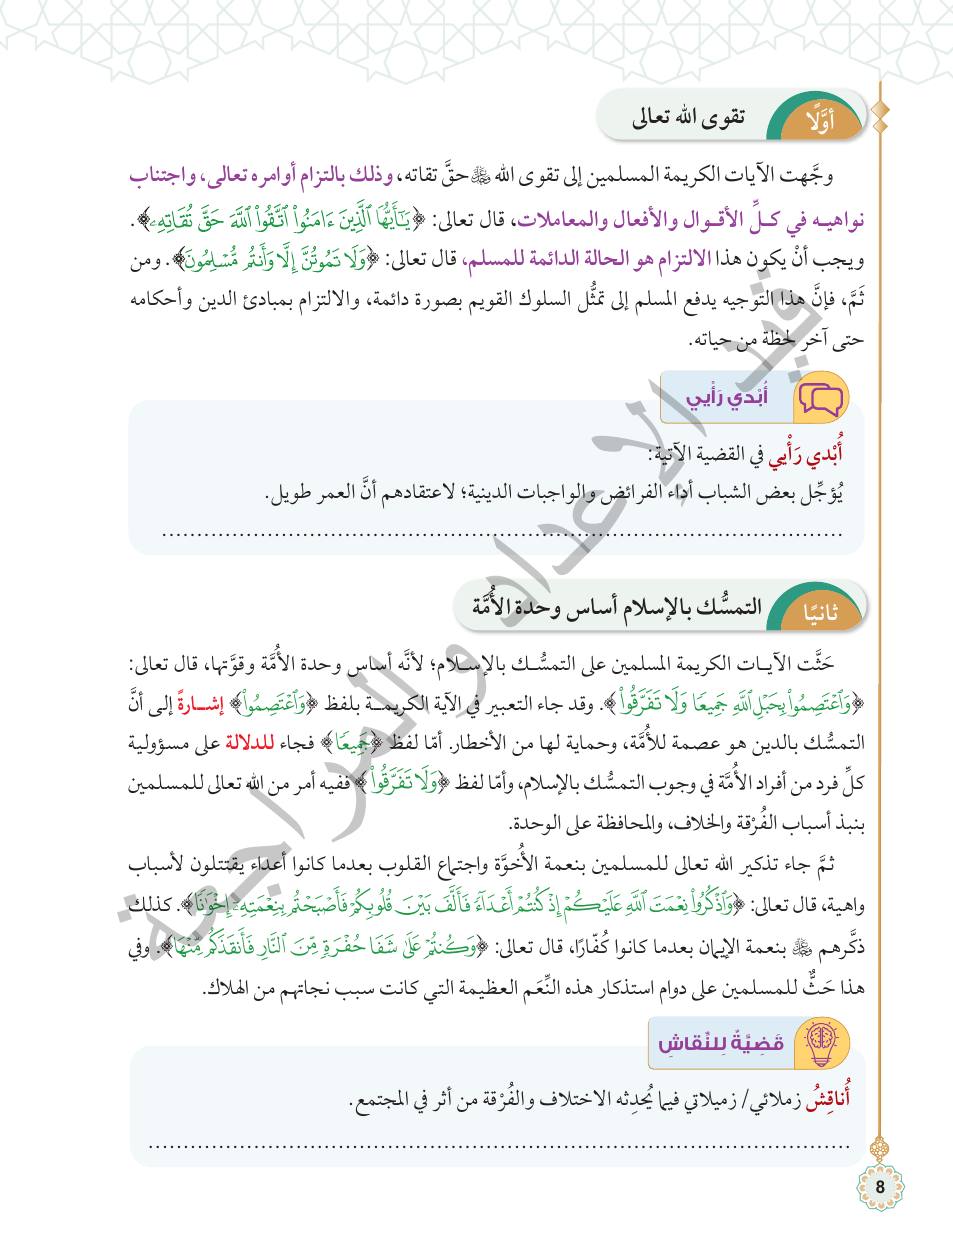 أوَّلًا
تقوى الله تعالى
وجَّهت الآيات الكريمة المسلمين إلى تقوى الله ﷻ حقَّ تقاته، وذلك بالتزام أوامره تعالى، واجتناب
نواهيـه في كـلِّ الأقـوال والأفعال والمعاملات، قال تعالى: ﴿يَٰٓأَيُّهَا ٱلَّذِينَ ءَامَنُواْ ٱتَّقُواْ ٱللَّهَ حَقَّ تُقَاتِهِۦ﴾.
ويجب أنْ يكون هذا الالتزام هو الحالة الدائمة للمسلم، قال تعالى: ﴿وَلَا تَمُوتُنَّ إِلَّا وَأَنتُم مُّسۡلِمُونَ﴾. ومن
ثَمَّ، فإنَّ هذا التوجيه يدفع المسلم إلى تمثُّل السلوك القويم بصورة دائمة، والالتزام بمبادئ الدين وأحكامه
حتى آخر لحظة من حياته.
أُبْدي رَأْيي
أُبْدي رَأْيي في القضية الآتية:
يُؤجِّل بعض الشباب أداء الفرائض والواجبات الدينية؛ لاعتقادهم أنَّ العمر طويل.
ثانيًا
التمسُّك بالإسلام أساس وحدة الأُمَّة
حَثَّت الآيـات الكريمة المسلمين على التمسُّـك بالإسـلام؛ لأنَّه أساس وحدة الأُمَّة وقوَّتها، قال تعالى:
﴿وَٱعۡتَصِمُواْ بِحَبۡلِ ٱللَّهِ جَمِيعٗا وَلَا تَفَرَّقُواْ﴾. وقد جاء التعبير في الآية الكريمـة بلفظ ﴿وَٱعۡتَصِمُواْ﴾ إشـارةً إلى أنَّ
التمسُّك بالدين هو عصمة للأُمَّة، وحماية لها من الأخطار. أمّا لفظ ﴿جَمِيعٗا﴾ فجاء للدلالة على مسؤولية
كلِّ فرد من أفراد الأُمَّة في وجوب التمسُّك بالإسلام، وأمّا لفظ ﴿وَلَا تَفَرَّقُواْ﴾ ففيه أمر من الله تعالى للمسلمين
بنبذ أسباب الفُرْقة والخلاف، والمحافظة على الوحدة.
ثمَّ جاء تذكير الله تعالى للمسلمين بنعمة الأُخوَّة واجتماع القلوب بعدما كانوا أعداء يقتتلون لأسباب
واهية، قال تعالى: ﴿وَٱذۡكُرُواْ نِعۡمَتَ ٱللَّهِ عَلَيۡكُمۡ إِذۡ كُنتُمۡ أَعۡدَآءٗ فَأَلَّفَ بَيۡنَ قُلُوبِكُمۡ فَأَصۡبَحۡتُم بِنِعۡمَتِهِۦٓ إِخۡوَٰنٗا﴾. كذلك
ذكَّرهم ﷻ بنعمة الإيمان بعدما كانوا كُفّارًا، قال تعالى: ﴿وَكُنتُمۡ عَلَىٰ شَفَا حُفۡرَةٖ مِّنَ ٱلنَّارِ فَأَنقَذَكُم مِّنۡهَا﴾. وفي
هذا حَثٌّ للمسلمين على دوام استذكار هذه النِّعَم العظيمة التي كانت سبب نجاتهم من الهلاك.
قَضِيَّةٌ لِلنِّقاشِ
أُناقِشُ زملائي/ زميلاتي فيما يُحدِثه الاختلاف والفُرْقة من أثر في المجتمع.
8
قيد الإعداد والمراجعة